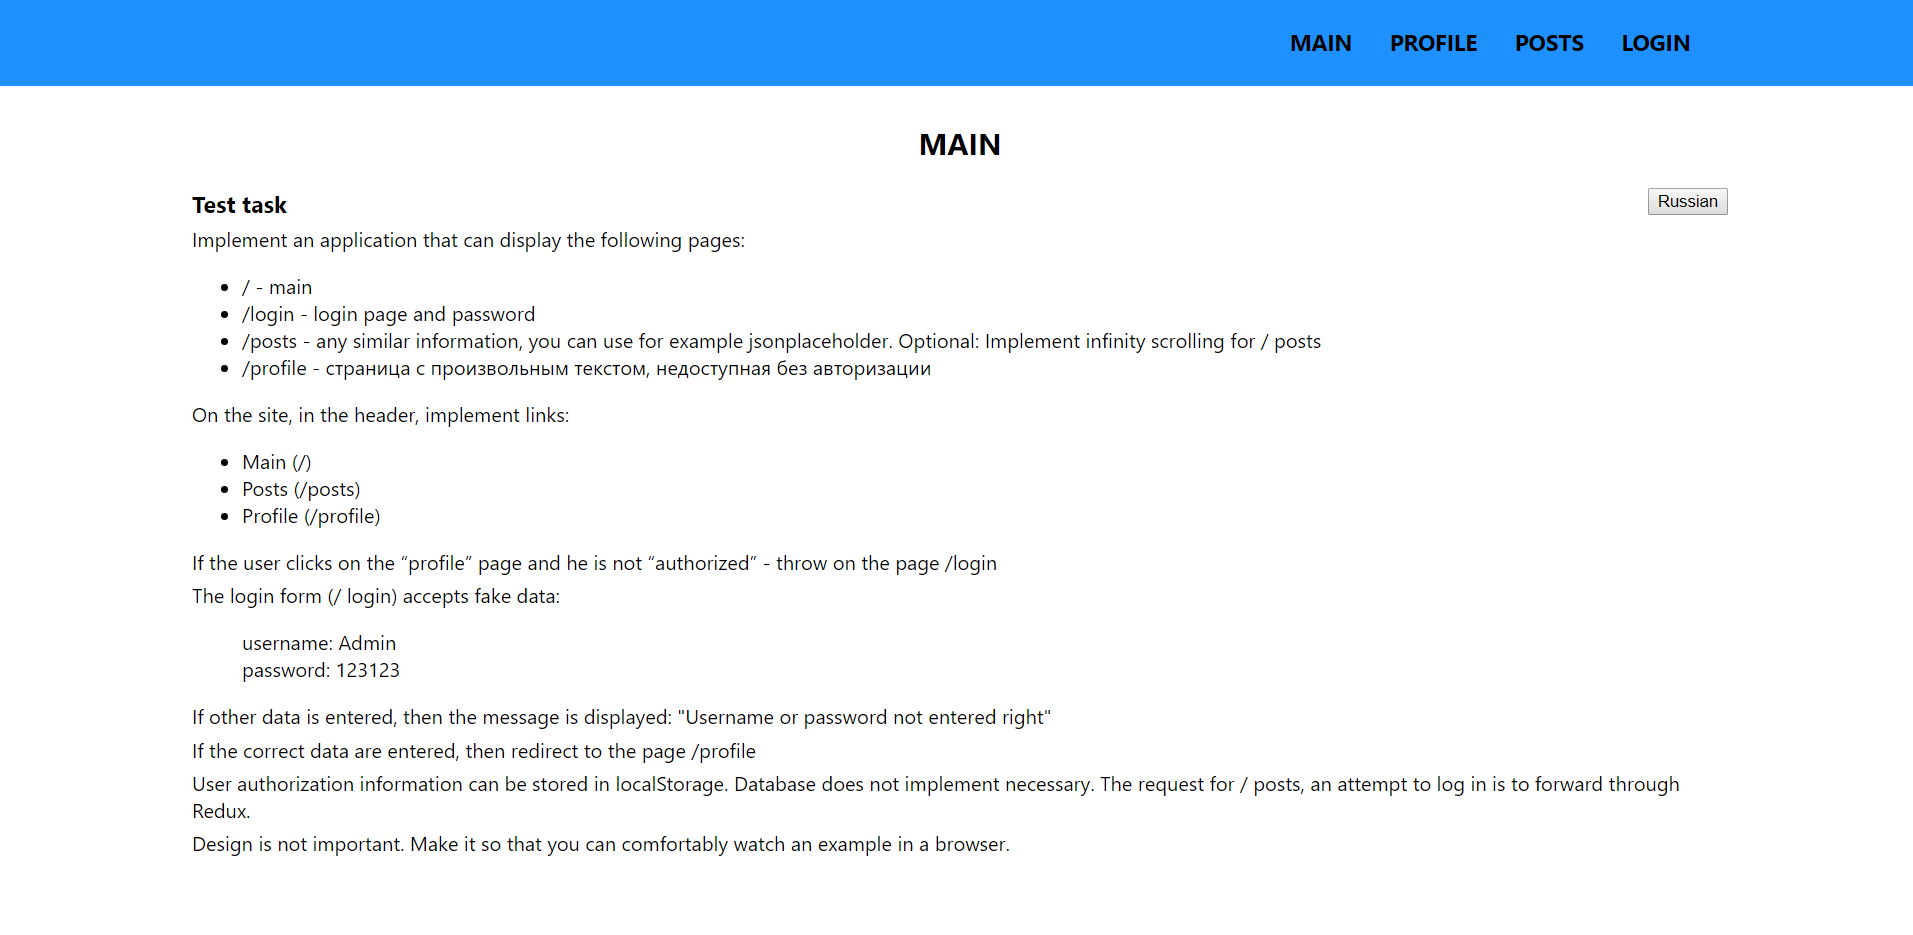 MAIN PROFILE POSTS LOGIN
MAIN
Test task
Russian
Implement an application that can display the following pages:
/ - main
/login - login page and password
/posts - any similar information, you can use for example jsonplaceholder. Optional: Implement infinity scrolling for / posts
/profile - страница с произвольным текстом, недоступная без авторизации
On the site, in the header, implement links:
Main (/)
Posts (/posts)
Profile (/profile)
If the user clicks on the “profile” page and he is not “authorized” - throw on the page /login
The login form (/ login) accepts fake data:
username: Admin
password: 123123
If other data is entered, then the message is displayed: "Username or password not entered right"
If the correct data are entered, then redirect to the page /profile
User authorization information can be stored in localStorage. Database does not implement necessary. The request for / posts, an attempt to log in is to forward through
Redux.
Design is not important. Make it so that you can comfortably watch an example in a browser.